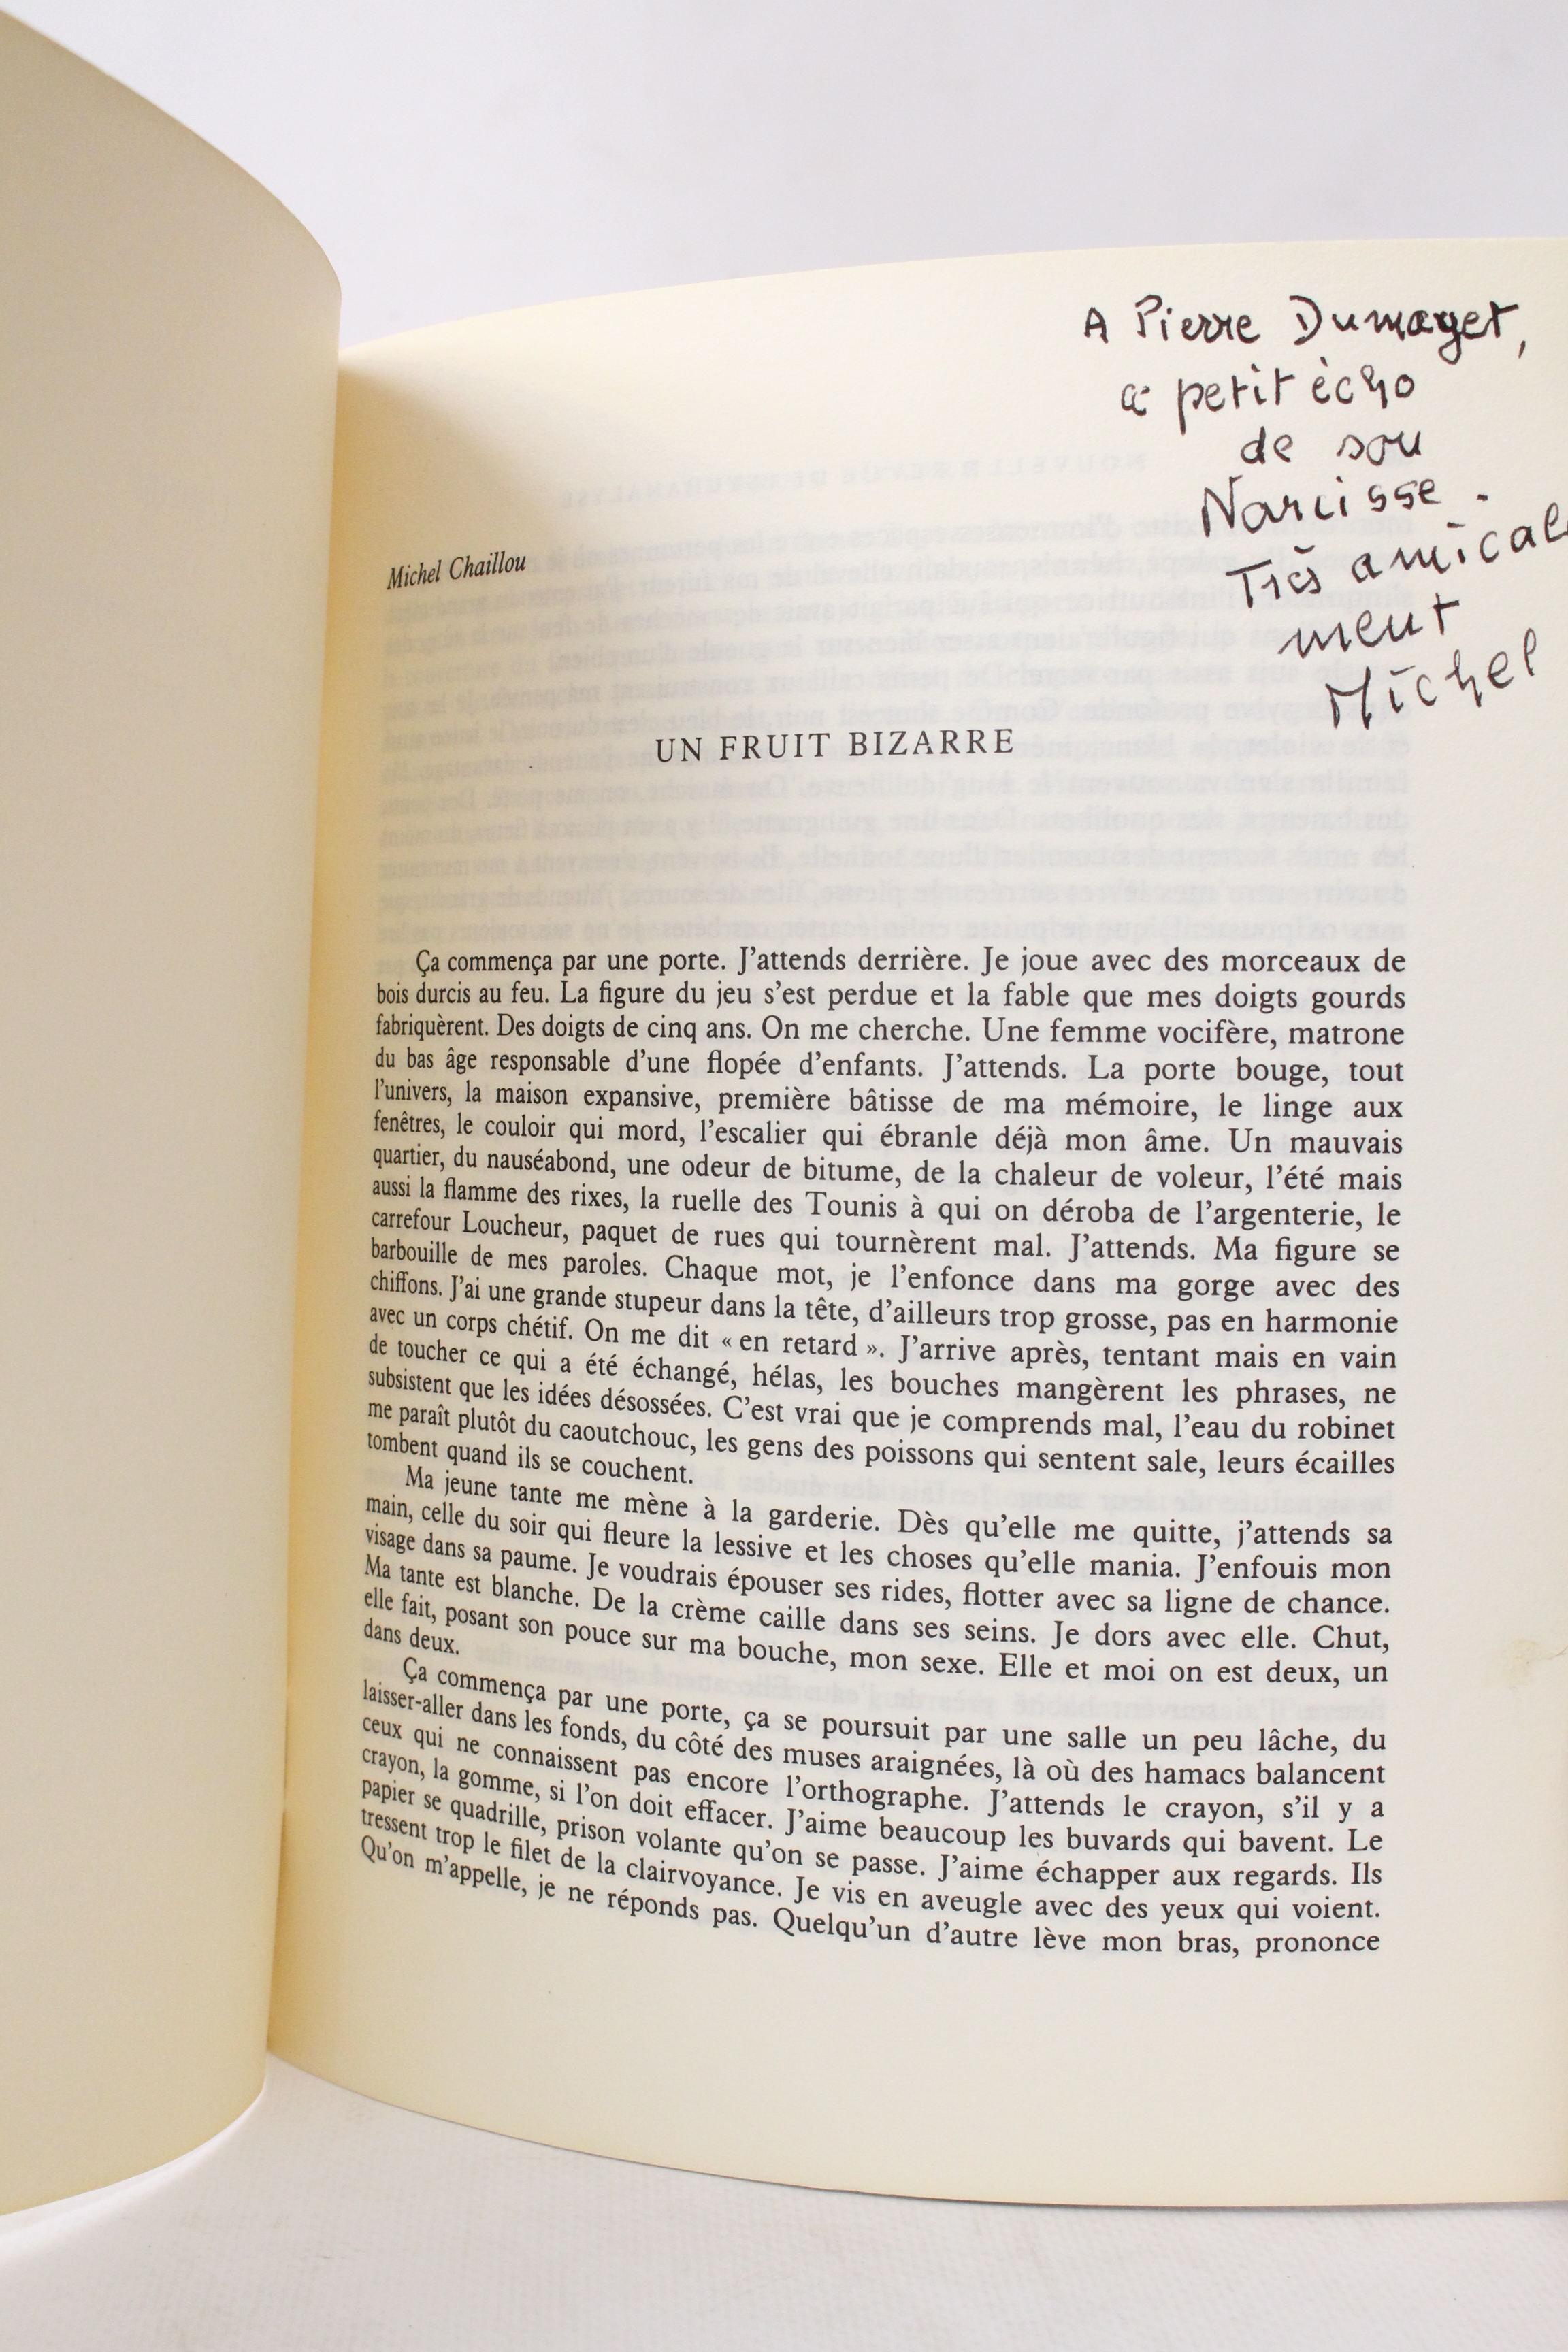 A Pierre Dumayet,
a petit écho
de son
Narcisse.
Très amicale
ment
Michel
Michel Chaillou
UN FRUIT BIZARRE
Ça commença par une porte. J'attends derrière. Je joue avec des morceaux de
bois durcis au feu. La figure du jeu s'est perdue et la fable que mes doigts gourds
fabriquèrent. Des doigts de cinq ans. On me cherche. Une femme vocifère, matrone
du bas âge responsable d'une flopée d'enfants. J'attends. La porte bouge, tout
l'univers, la maison expansive, première bâtisse de ma mémoire, le linge aux
fenêtres, le couloir qui mord, l'escalier qui ébranle déjà mon âme. Un mauvais
quartier, du nauséabond, une odeur de bitume, de la chaleur de voleur, l'été mais
aussi la flamme des rixes, la ruelle des Tounis à qui on déroba de l'argenterie, le
carrefour Loucheur, paquet de rues qui tournèrent mal. J'attends. Ma figure se
barbouille de mes paroles. Chaque mot, je l'enfonce dans ma gorge avec des
chiffons. J'ai une grande stupeur dans la tête, d'ailleurs trop grosse, pas en harmonie
avec un corps chétif. On me dit « en retard ». J'arrive après, tentant mais en vain
de toucher ce qui a été échangé, hélas, les bouches mangèrent les phrases, ne
subsistent que les idées désossées. C'est vrai que je comprends mal, l'eau du robinet
me paraît plutôt du caoutchouc, les gens des poissons qui sentent sale, leurs écailles
tombent quand ils se couchent.
Ma jeune tante me mène à la garderie. Dès qu'elle me quitte, j'attends sa
main, celle du soir qui fleure la lessive et les choses qu'elle mania. J'enfouis mon
visage dans sa paume. Je voudrais épouser ses rides, flotter avec sa ligne de chance.
Ma tante est blanche. De la crème caille dans ses seins. Je dors avec elle. Chut,
elle fait, posant son pouce sur ma bouche, mon sexe. Elle et moi on est deux, un
dans deux.
Ça commença par une porte, ça se poursuit par une salle un peu lâche, du
laisser-aller dans les fonds, du côté des muses araignées, là où des hamacs balancent
ceux qui ne connaissent pas encore l'orthographe. J'attends le crayon, s'il y a
crayon, la gomme, si l'on doit effacer. J'aime beaucoup les buvards qui bavent. Le
papier se quadrille, prison volante qu'on se passe. J'aime échapper aux regards. Ils
tressent trop le filet de la clairvoyance. Je vis en aveugle avec des yeux qui voient.
Qu'on m'appelle, je ne réponds pas. Quelqu'un d'autre lève mon bras, prononce